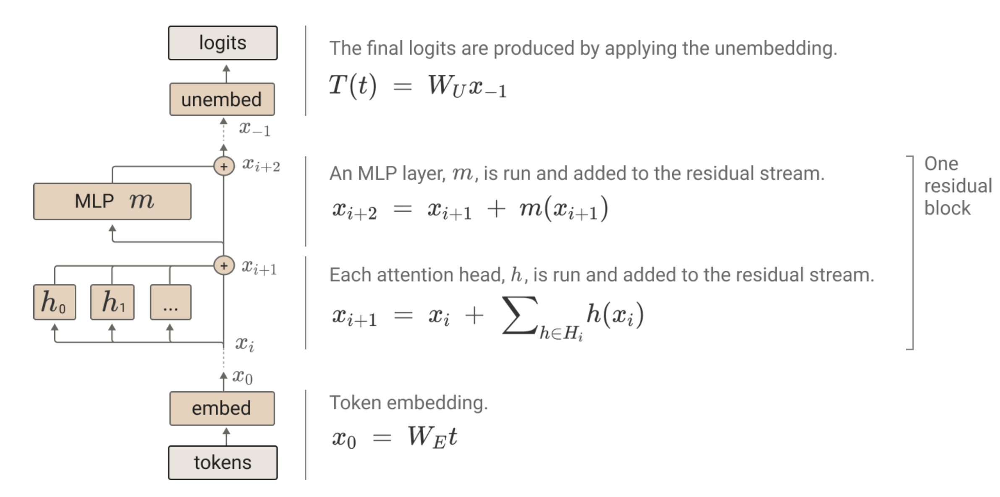 logits
The final logits are produced by applying the unembedding.
T(t) = W_U x_{-1}
unembed
x_{-1}
+
x_{i+2}
An MLP layer, m, is run and added to the residual stream.
x_{i+2} = x_{i+1} + m(x_{i+1})
One
residual
block
MLP m
+
x_{i+1}
Each attention head, h, is run and added to the residual stream.
x_{i+1} = x_i + ∑_{h∈H_i} h(x_i)
h_0 h_1 ...
x_i
x_0
embed
Token embedding.
x_0 = W_E t
tokens